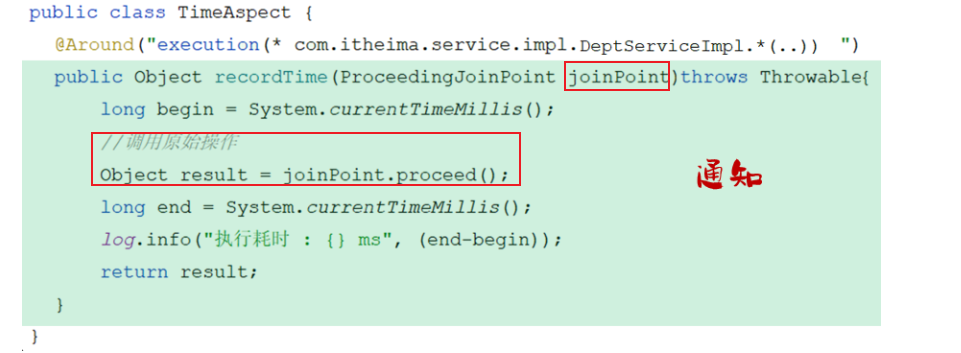 public class TimeAspect {
@Around("execution(* com.itheima.service.impl.DeptServiceImpl.*(..)) ")
public Object recordTime(ProceedingJoinPoint joinPoint)throws Throwable{
long begin = System.currentTimeMillis();
//调用原始操作
Object result = joinPoint.proceed();
通知
long end = System.currentTimeMillis();
log.info("执行耗时 : {} ms", (end-begin));
return result;
}
}